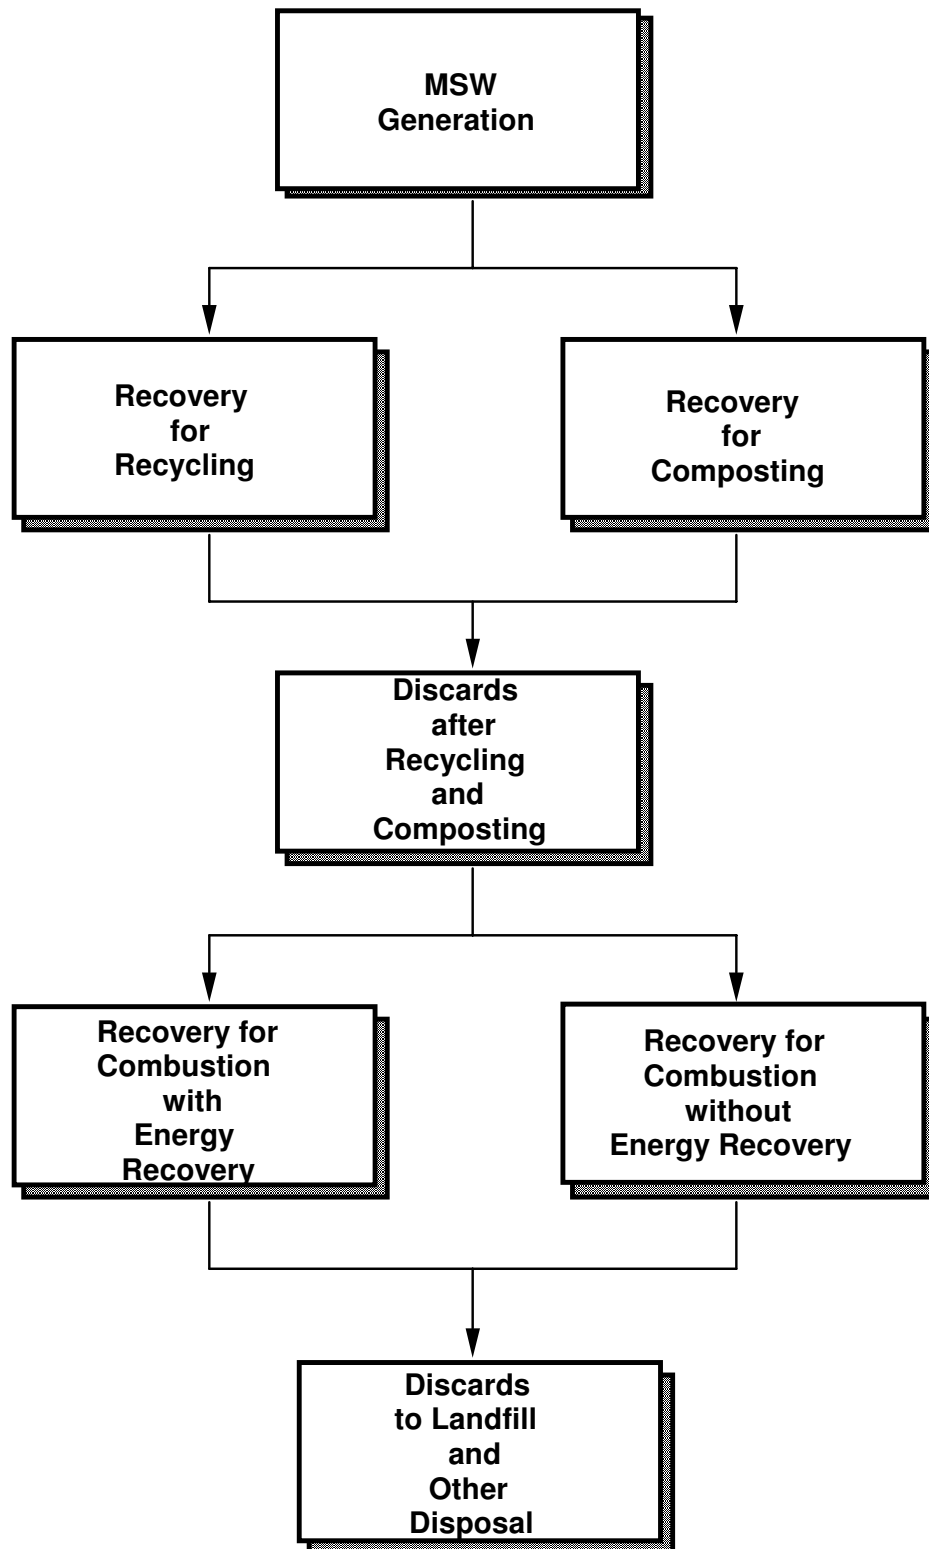 MSW
Generation
Recovery
for
Recycling
Recovery
for
Composting
Discards
after
Recycling
and
Composting
Recovery for
Combustion
with
Energy
Recovery
Recovery for
Combustion
without
Energy Recovery
Discards
to Landfill
and
Other
Disposal